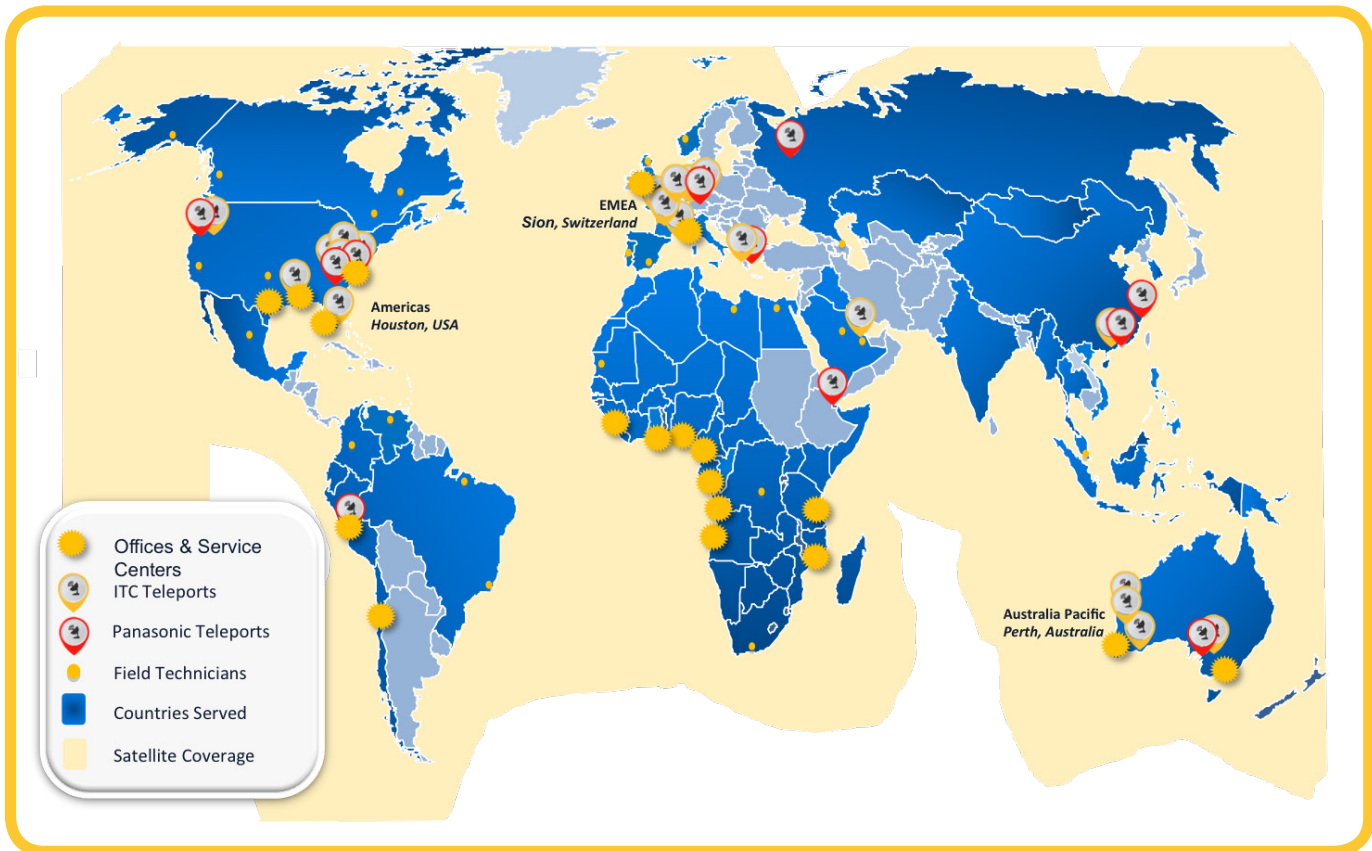 EMEA
Sion, Switzerland
Americas
Houston, USA
Offices & Service
Centers
ITC Teleports
Panasonic Teleports
Field Technicians
Countries Served
Satellite Coverage
Australia Pacific
Perth, Australia